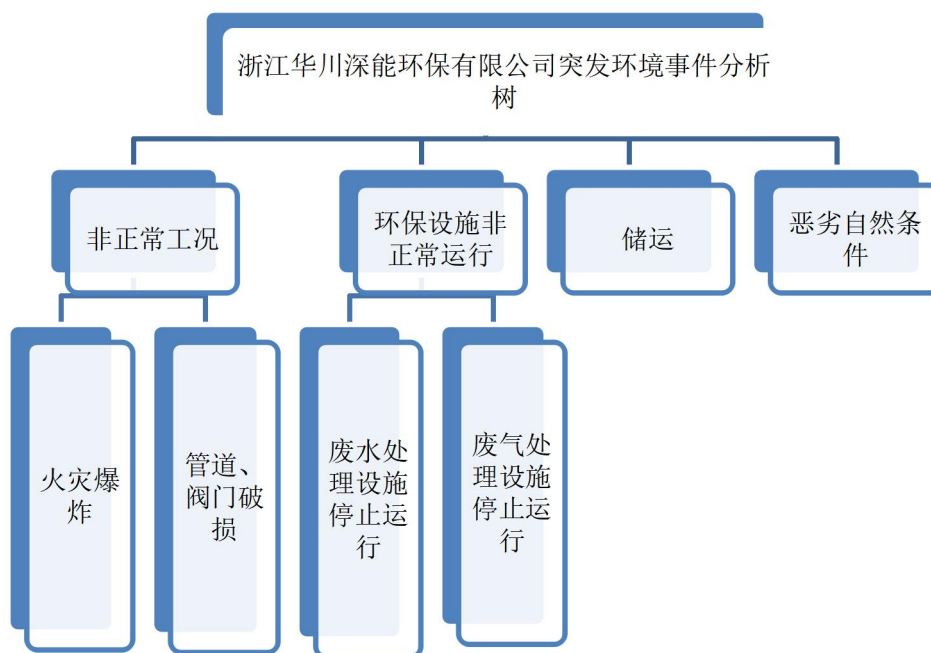 浙江华川深能环保有限公司突发环境事件分析
树
非正常工况
环保设施非
正常运行
储运
恶劣自然条
件
火灾爆
炸
管道、
阀门破
损
废水处
理设施
停止运
行
废气处
理设施
停止运
行